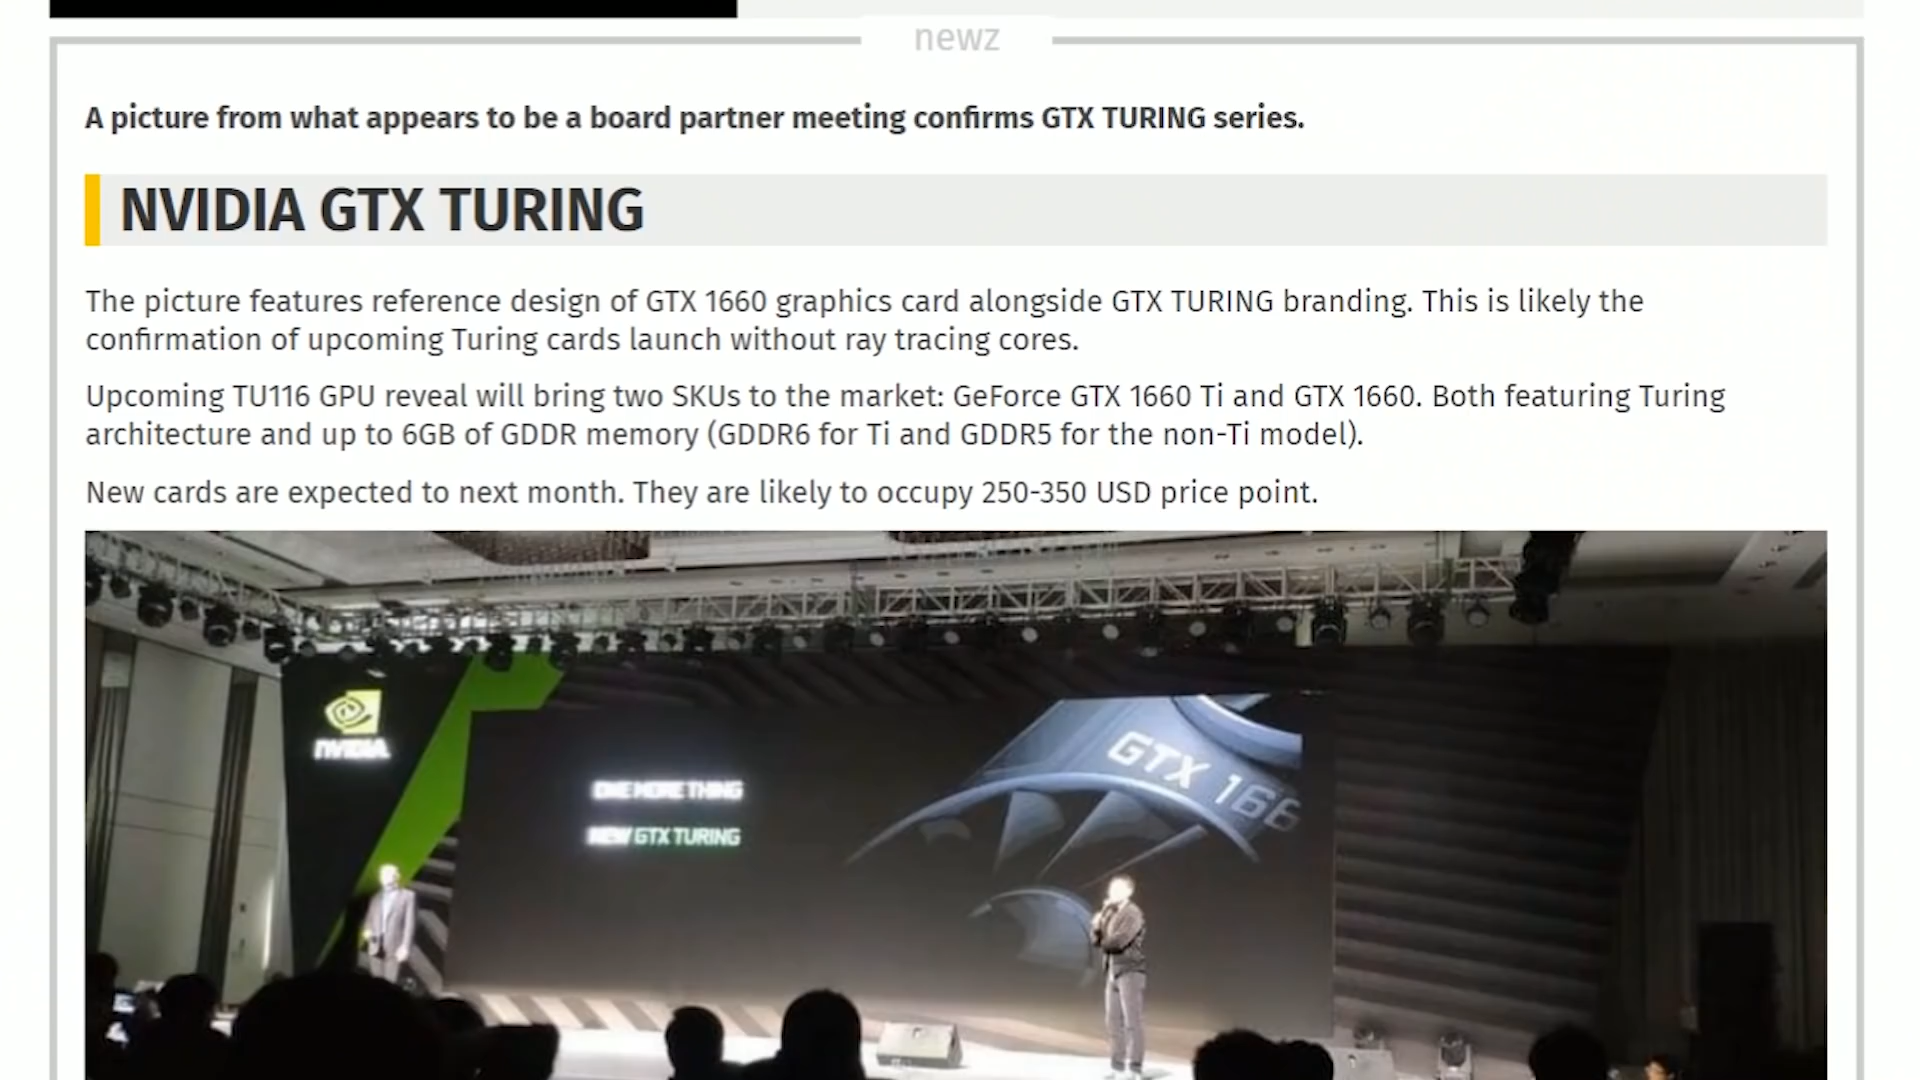 newz
A picture from what appears to be a board partner meeting confirms GTX TURING series.
NVIDIA GTX TURING
The picture features reference design of GTX 1660 graphics card alongside GTX TURING branding. This is likely the
confirmation of upcoming Turing cards launch without ray tracing cores.
Upcoming TU116 GPU reveal will bring two SKUs to the market: GeForce GTX 1660 Ti and GTX 1660. Both featuring Turing
architecture and up to 6GB of GDDR memory (GDDR6 for Ti and GDDR5 for the non-Ti model).
New cards are expected to next month. They are likely to occupy 250-350 USD price point.
NVIDIA
GTX 166
ONE MORE THING
NEW GTX TURING